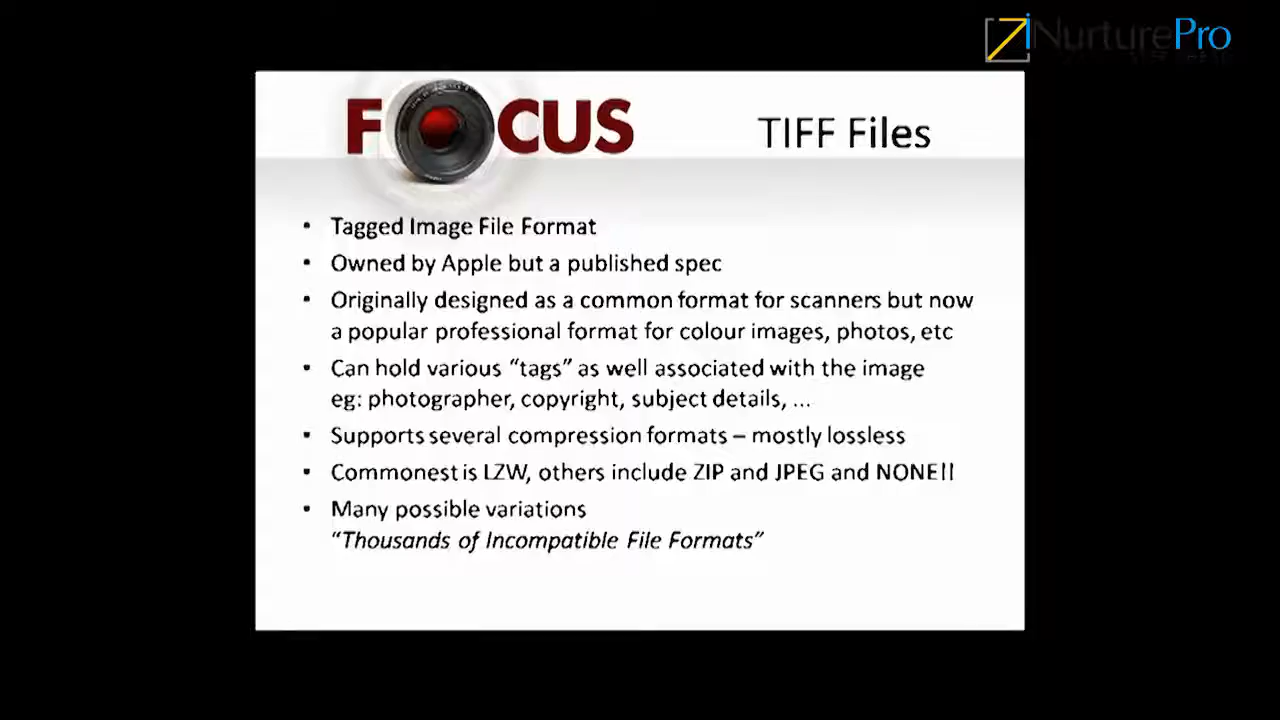 iNurturePro
FOCUS
TIFF Files
• Tagged Image File Format
• Owned by Apple but a published spec
• Originally designed as a common format for scanners but now
a popular professional format for colour images, photos, etc
• Can hold various “tags” as well associated with the image
eg: photographer, copyright, subject details, ...
• Supports several compression formats – mostly lossless
• Commonest is LZW, others include ZIP and JPEG and NONE!!
• Many possible variations
“Thousands of Incompatible File Formats”